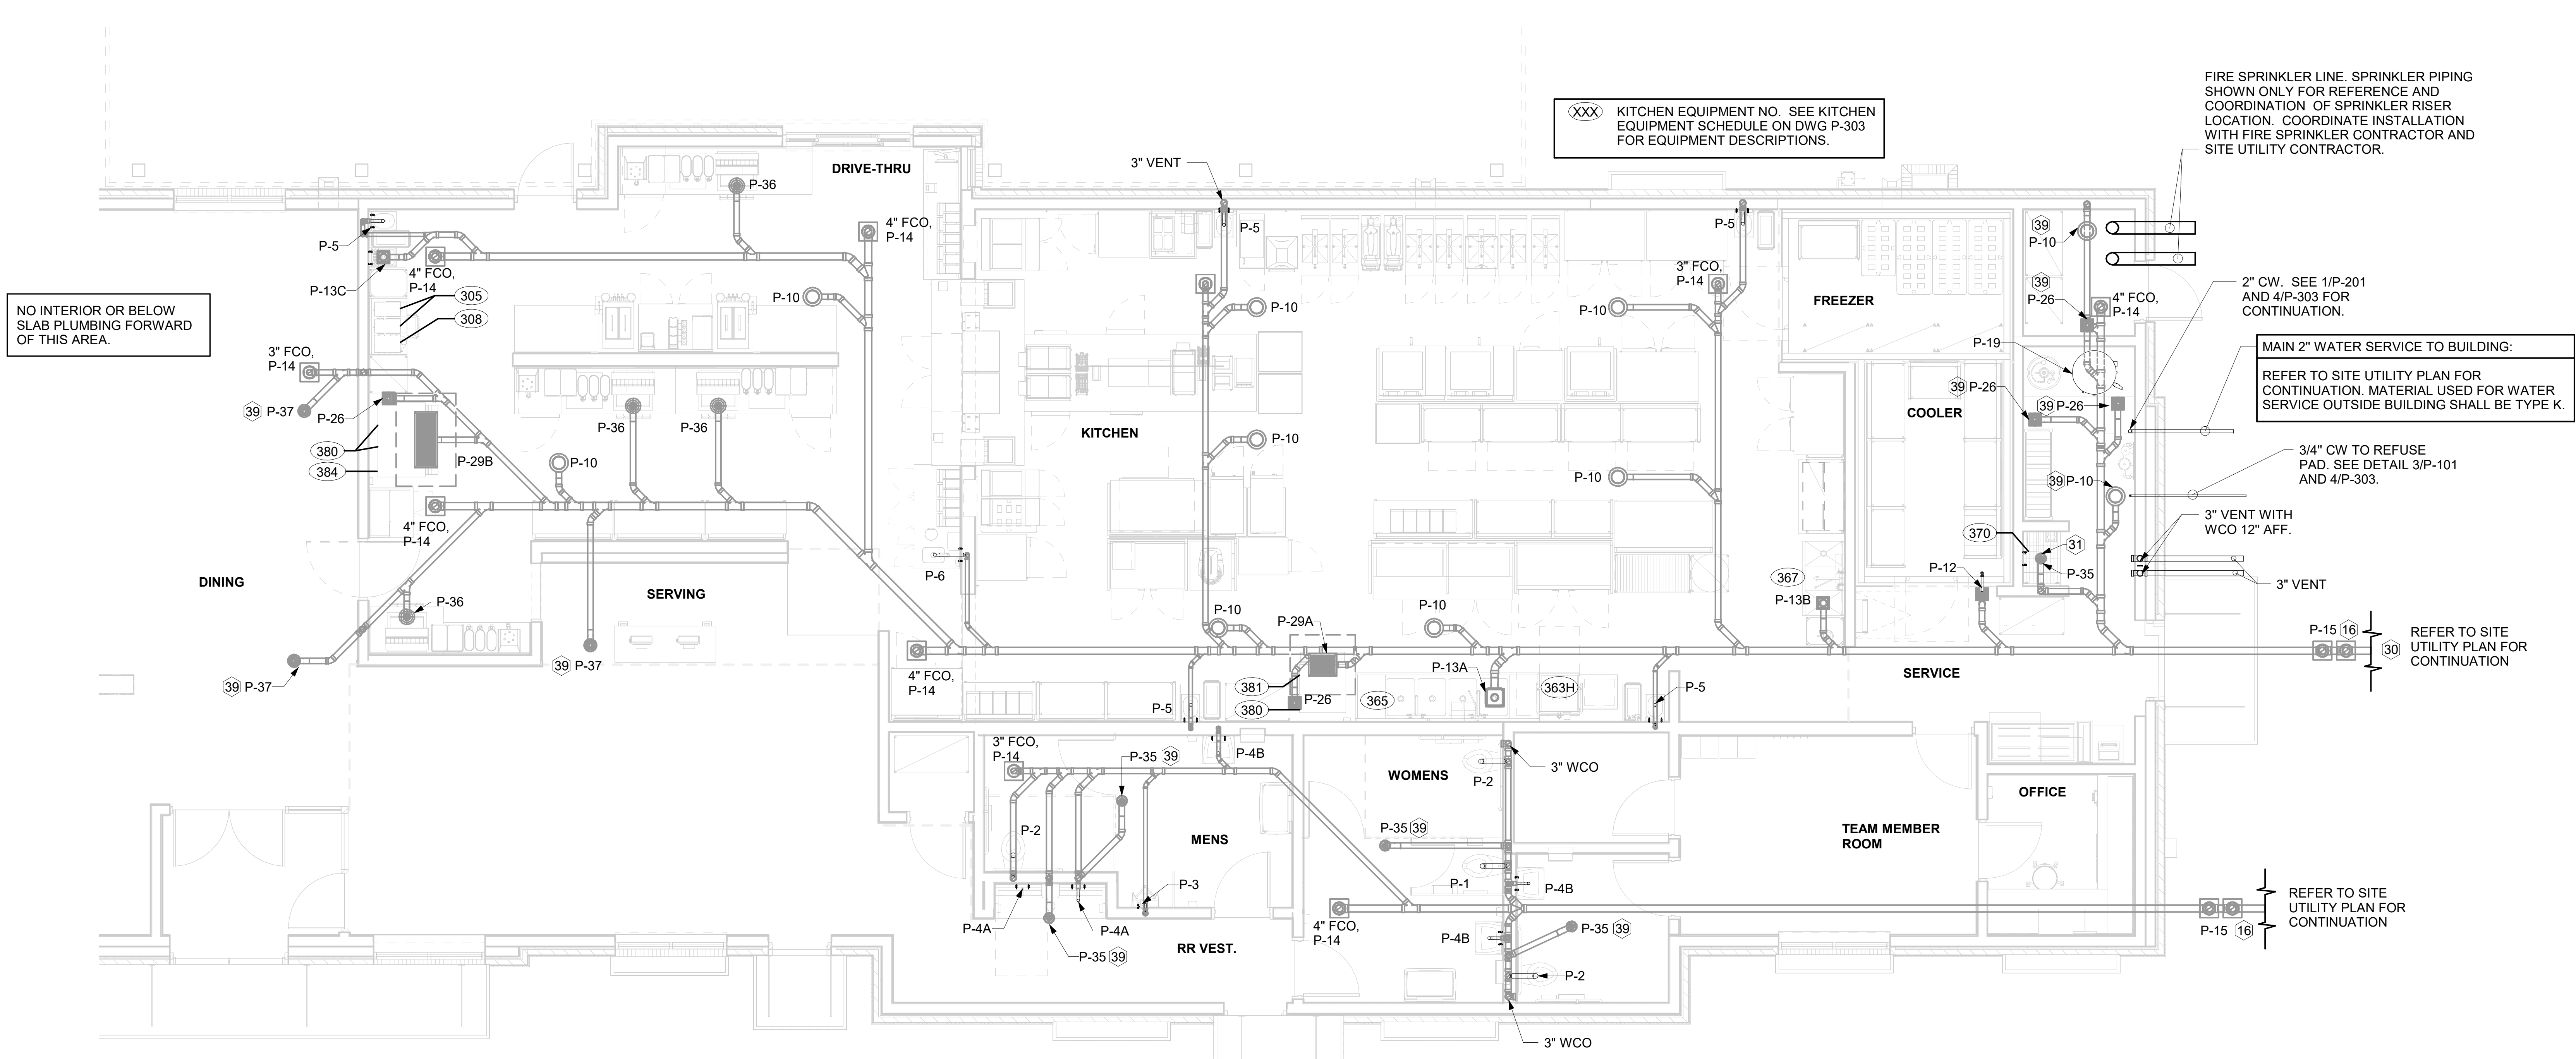 FIRE SPRINKLER LINE. SPRINKLER PIPING
SHOWN ONLY FOR REFERENCE AND
COORDINATION OF SPRINKLER RISER
LOCATION. COORDINATE INSTALLATION
WITH FIRE SPRINKLER CONTRACTOR AND
SITE UTILITY CONTRACTOR.
XXX KITCHEN EQUIPMENT NO. SEE KITCHEN
EQUIPMENT SCHEDULE ON DWG P-303
FOR EQUIPMENT DESCRIPTIONS.
DRIVE-THRU
3" VENT
P-36
4" FCO,
P-14
P-5
P-5
P-5
39
P-10
P-13C
4" FCO,
P-14
305
308
P-10
P-10
3" FCO,
P-14
P-10
FREEZER
39
P-26
4" FCO,
P-14
2" CW. SEE 1/P-201
AND 4/P-303 FOR
CONTINUATION.
NO INTERIOR OR BELOW
SLAB PLUMBING FORWARD
OF THIS AREA.
3" FCO,
P-14
P-19
MAIN 2" WATER SERVICE TO BUILDING:
REFER TO SITE UTILITY PLAN FOR
CONTINUATION. MATERIAL USED FOR WATER
SERVICE OUTSIDE BUILDING SHALL BE TYPE K.
39 P-37
P-26
39 P-26
39 P-26
COOLER
P-36
P-36
KITCHEN
P-10
380
384
P-29B
P-10
P-10
39 P-10
3/4" CW TO REFUSE
PAD. SEE DETAIL 3/P-101
AND 4/P-303.
4" FCO,
P-14
3" VENT WITH
WCO 12" AFF.
370
31
P-35
P-12
3" VENT
DINING
P-6
367
P-13B
SERVING
P-36
P-10
P-10
P-29A
39 P-37
39 P-37
P-15 16
30
REFER TO SITE
UTILITY PLAN FOR
CONTINUATION
4" FCO,
P-14
P-13A
SERVICE
381
380
P-26
365
363H
P-5
P-5
3" FCO,
P-14
P-35 39
P-4B
WOMENS
P-2
3" WCO
OFFICE
P-2
MENS
P-35 39
TEAM MEMBER
ROOM
P-3
P-1
P-4B
P-4A
P-4A
P-35 39
RR VEST.
4" FCO,
P-14
P-4B
P-35 39
P-2
3" WCO
P-15 16
REFER TO SITE
UTILITY PLAN FOR
CONTINUATION